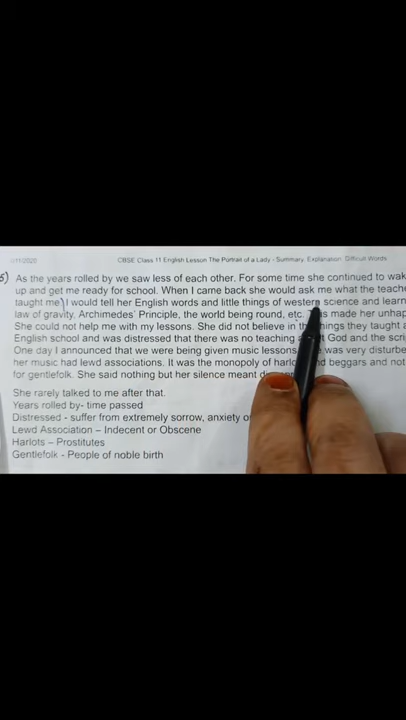 11/2020 CBSE Class 11 English Lesson The Portrait of a Lady - Summary, Explanation, Difficult Words
5) As the years rolled by we saw less of each other. For some time she continued to wak
up and get me ready for school. When I came back she would ask me what the teache
taught me. I would tell her English words and little things of western science and learn
law of gravity, Archimedes' Principle, the world being round, etc. is made her unhap
She could not help me with my lessons. She did not believe in the things they taught a
English school and was distressed that there was no teaching God and the scri
One day I announced that we were being given music lessons. was very disturbe
her music had lewd associations. It was the monopoly of harlo nd beggars and not
for gentlefolk. She said nothing but her silence meant
She rarely talked to me after that.
Years rolled by- time passed
Distressed - suffer from extremely sorrow, anxiety o
Lewd Association – Indecent or Obscene
Harlots – Prostitutes
Gentlefolk - People of noble birth